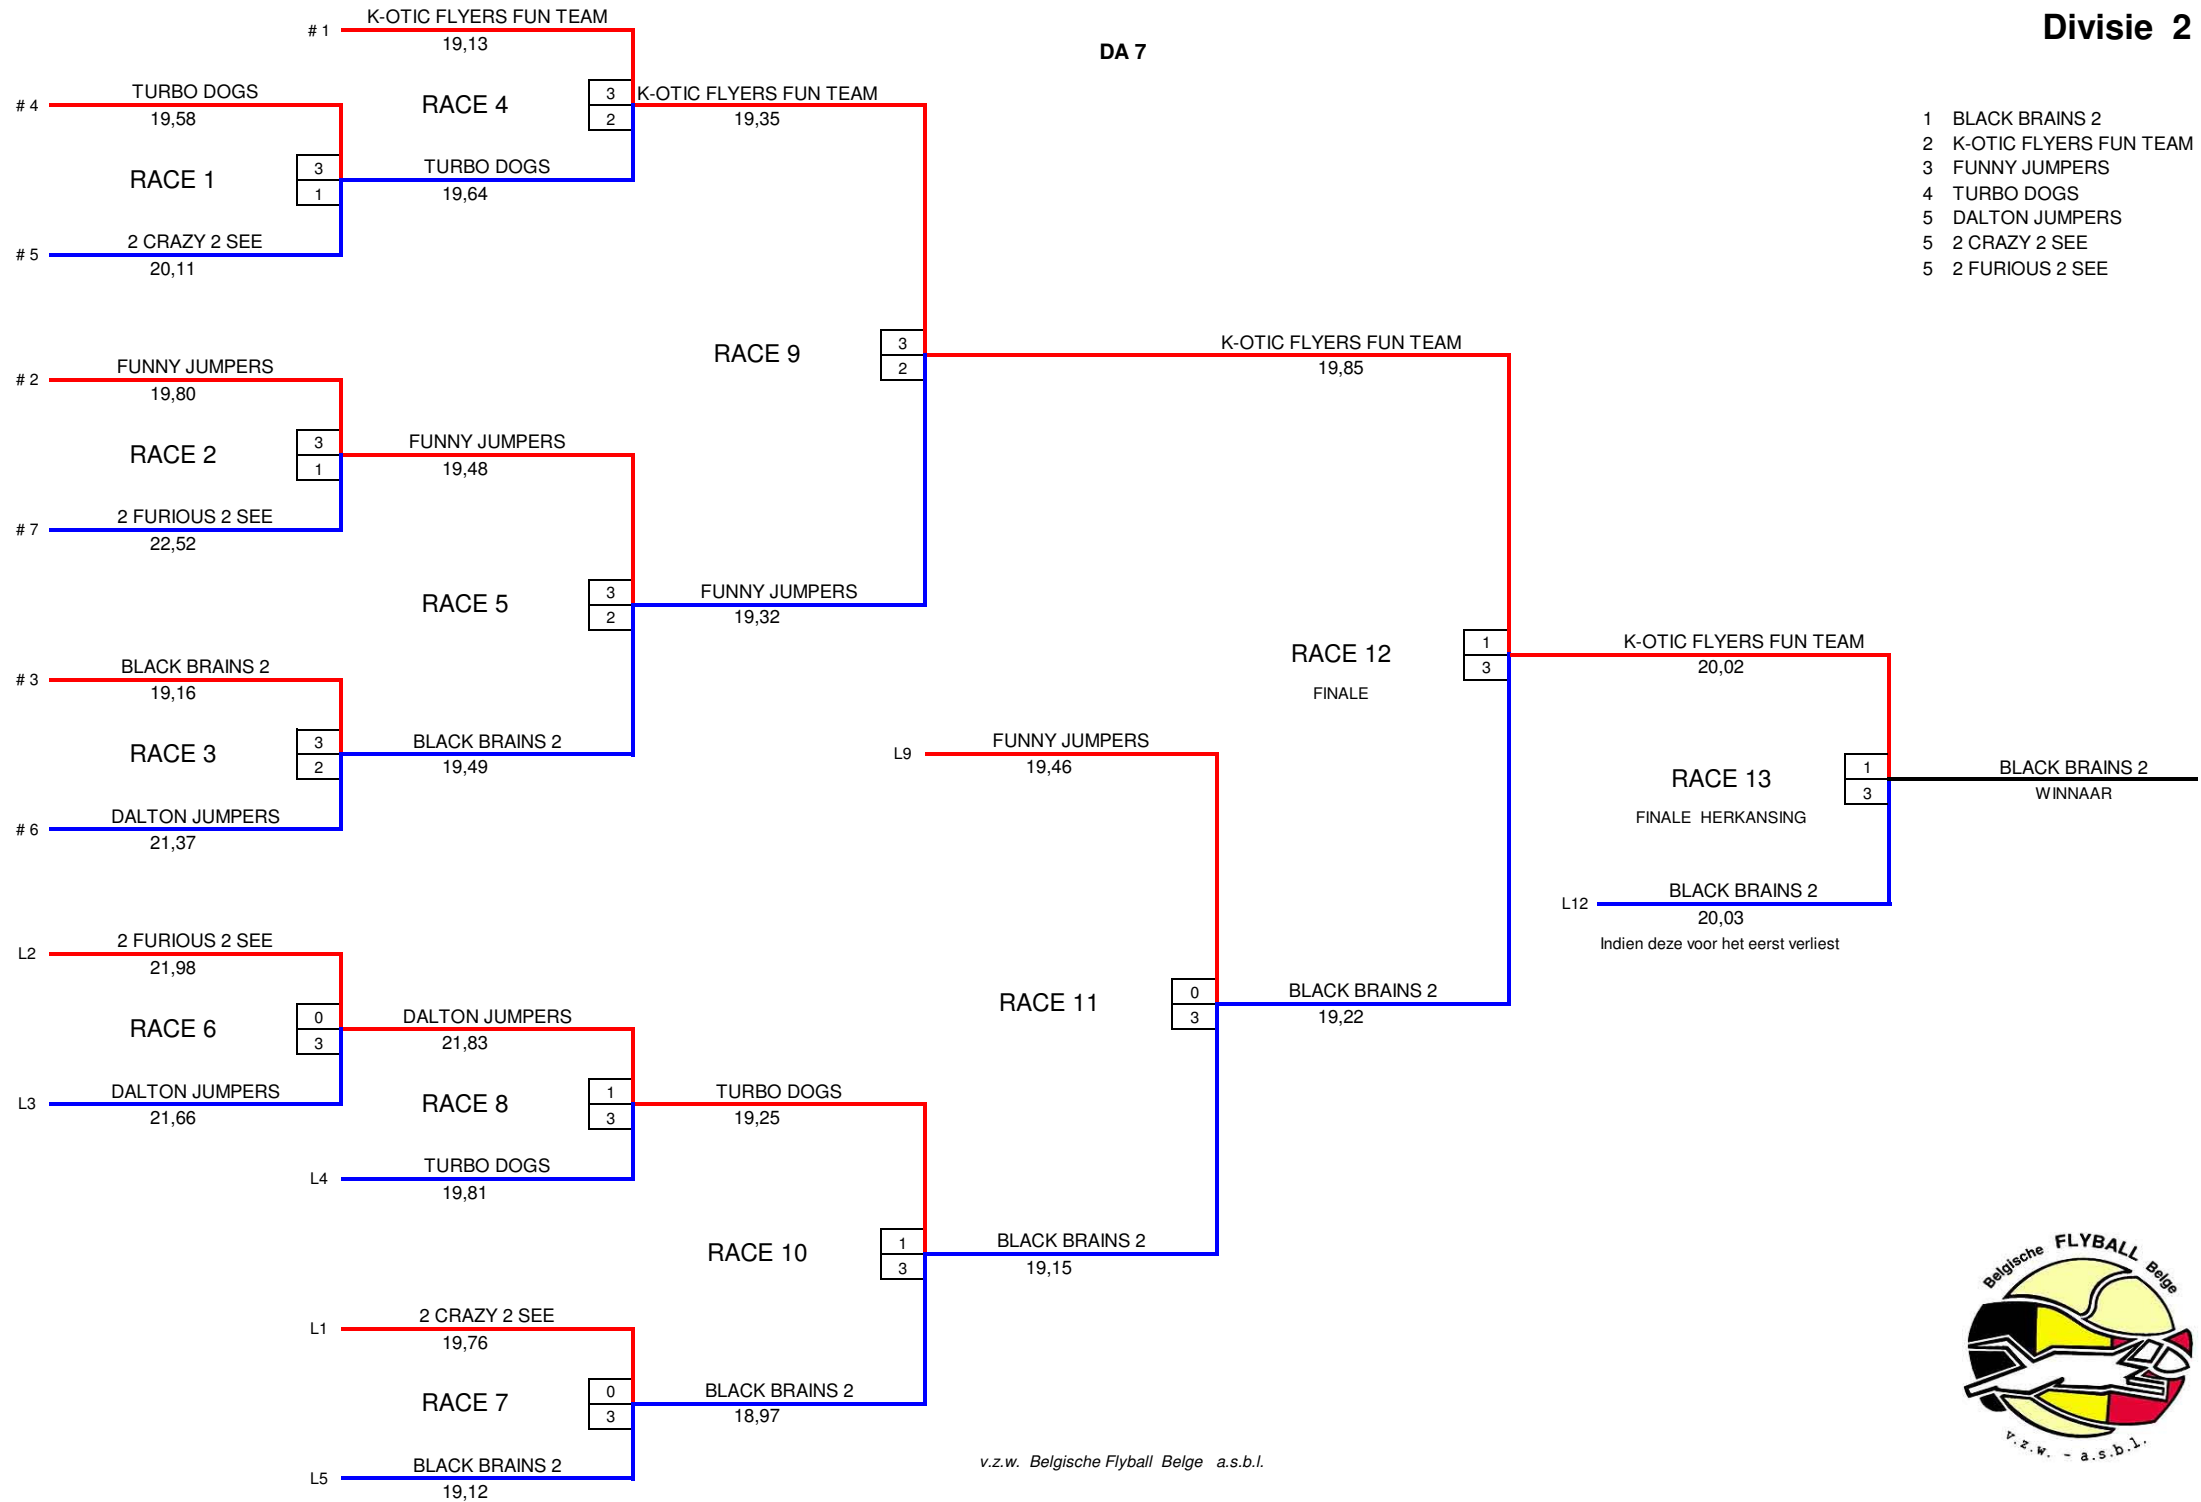 Divisie 2
DA 7
1 BLACK BRAINS 2
2 K-OTIC FLYERS FUN TEAM
3 FUNNY JUMPERS
4 TURBO DOGS
5 DALTON JUMPERS
5 2 CRAZY 2 SEE
5 2 FURIOUS 2 SEE
# 1 K-OTIC FLYERS FUN TEAM
19,13
# 4 TURBO DOGS
19,58
RACE 1
3
1
# 5 2 CRAZY 2 SEE
20,11
RACE 4
3
2
TURBO DOGS
19,64
K-OTIC FLYERS FUN TEAM
19,35
# 2 FUNNY JUMPERS
19,80
RACE 2
3
1
# 7 2 FURIOUS 2 SEE
22,52
FUNNY JUMPERS
19,48
RACE 5
3
2
# 3 BLACK BRAINS 2
19,16
RACE 3
3
2
# 6 DALTON JUMPERS
21,37
BLACK BRAINS 2
19,49
FUNNY JUMPERS
19,32
RACE 9
3
2
K-OTIC FLYERS FUN TEAM
19,85
L2 2 FURIOUS 2 SEE
21,98
RACE 6
0
3
L3 DALTON JUMPERS
21,66
DALTON JUMPERS
21,83
RACE 8
1
3
L4 TURBO DOGS
19,81
TURBO DOGS
19,25
L1 2 CRAZY 2 SEE
19,76
RACE 7
0
3
L5 BLACK BRAINS 2
19,12
BLACK BRAINS 2
18,97
RACE 10
1
3
BLACK BRAINS 2
19,15
L9 FUNNY JUMPERS
19,46
RACE 11
0
3
BLACK BRAINS 2
19,22
RACE 12
FINALE
1
3
K-OTIC FLYERS FUN TEAM
20,02
RACE 13
FINALE HERKANSING
1
3
L12 BLACK BRAINS 2
20,03
Indien deze voor het eerst verliest
BLACK BRAINS 2
WINNAAR
v.z.w. Belgische Flyball Belge a.s.b.l.
Belgische FLYBALL Belge
v.z.w. - a.s.b.l.